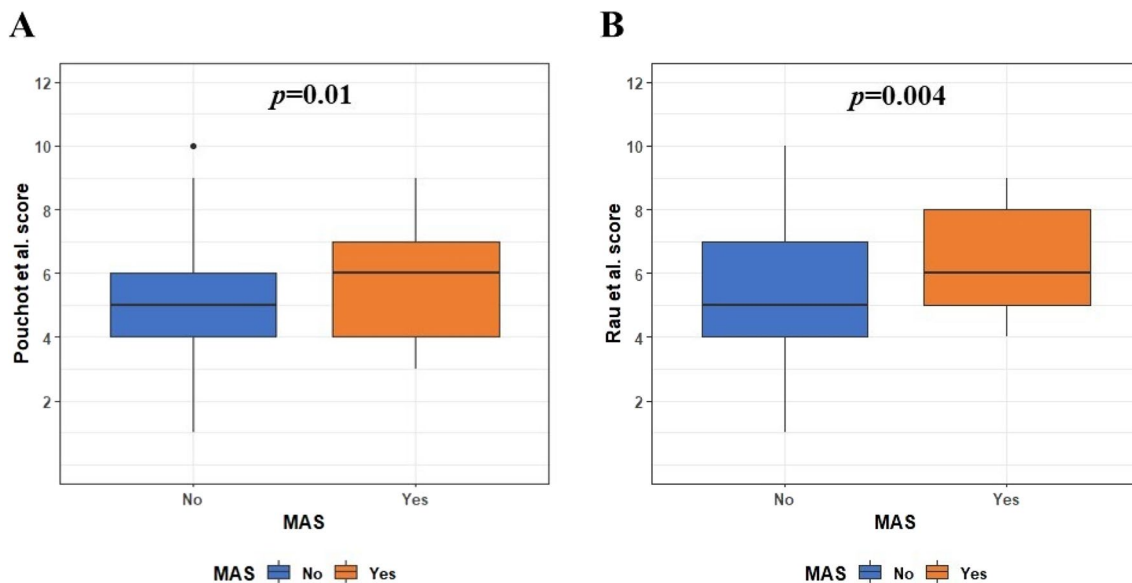 A
p=0.01
12
10
8
6
4
2
Pouchot et al. score
No Yes
MAS
MAS No Yes
B
p=0.004
12
10
8
6
4
2
Rau et al. score
No Yes
MAS
MAS No Yes